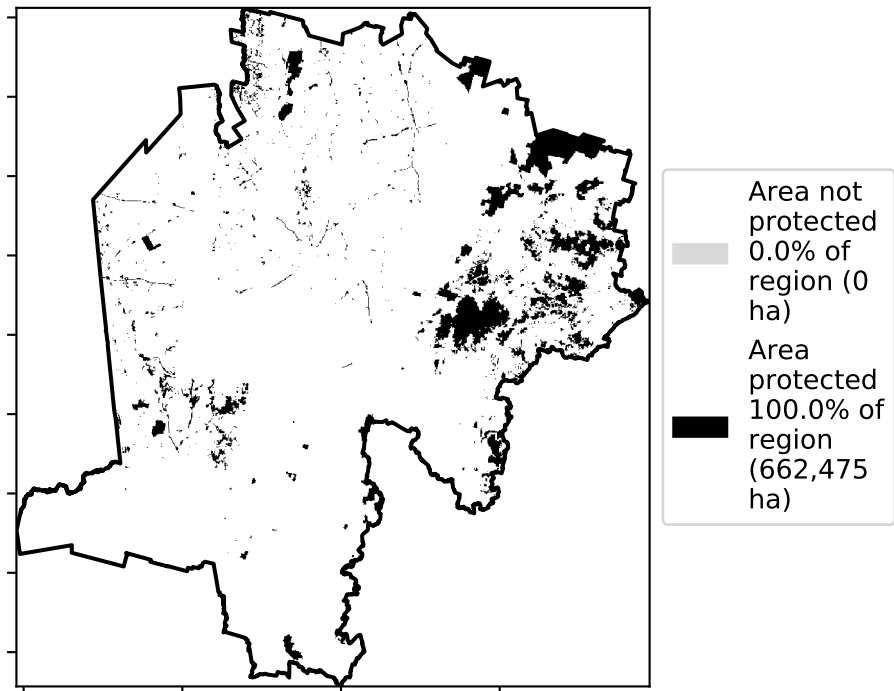 Area not
protected
0.0% of
region (0
ha)
Area
protected
100.0% of
region
(662,475
ha)